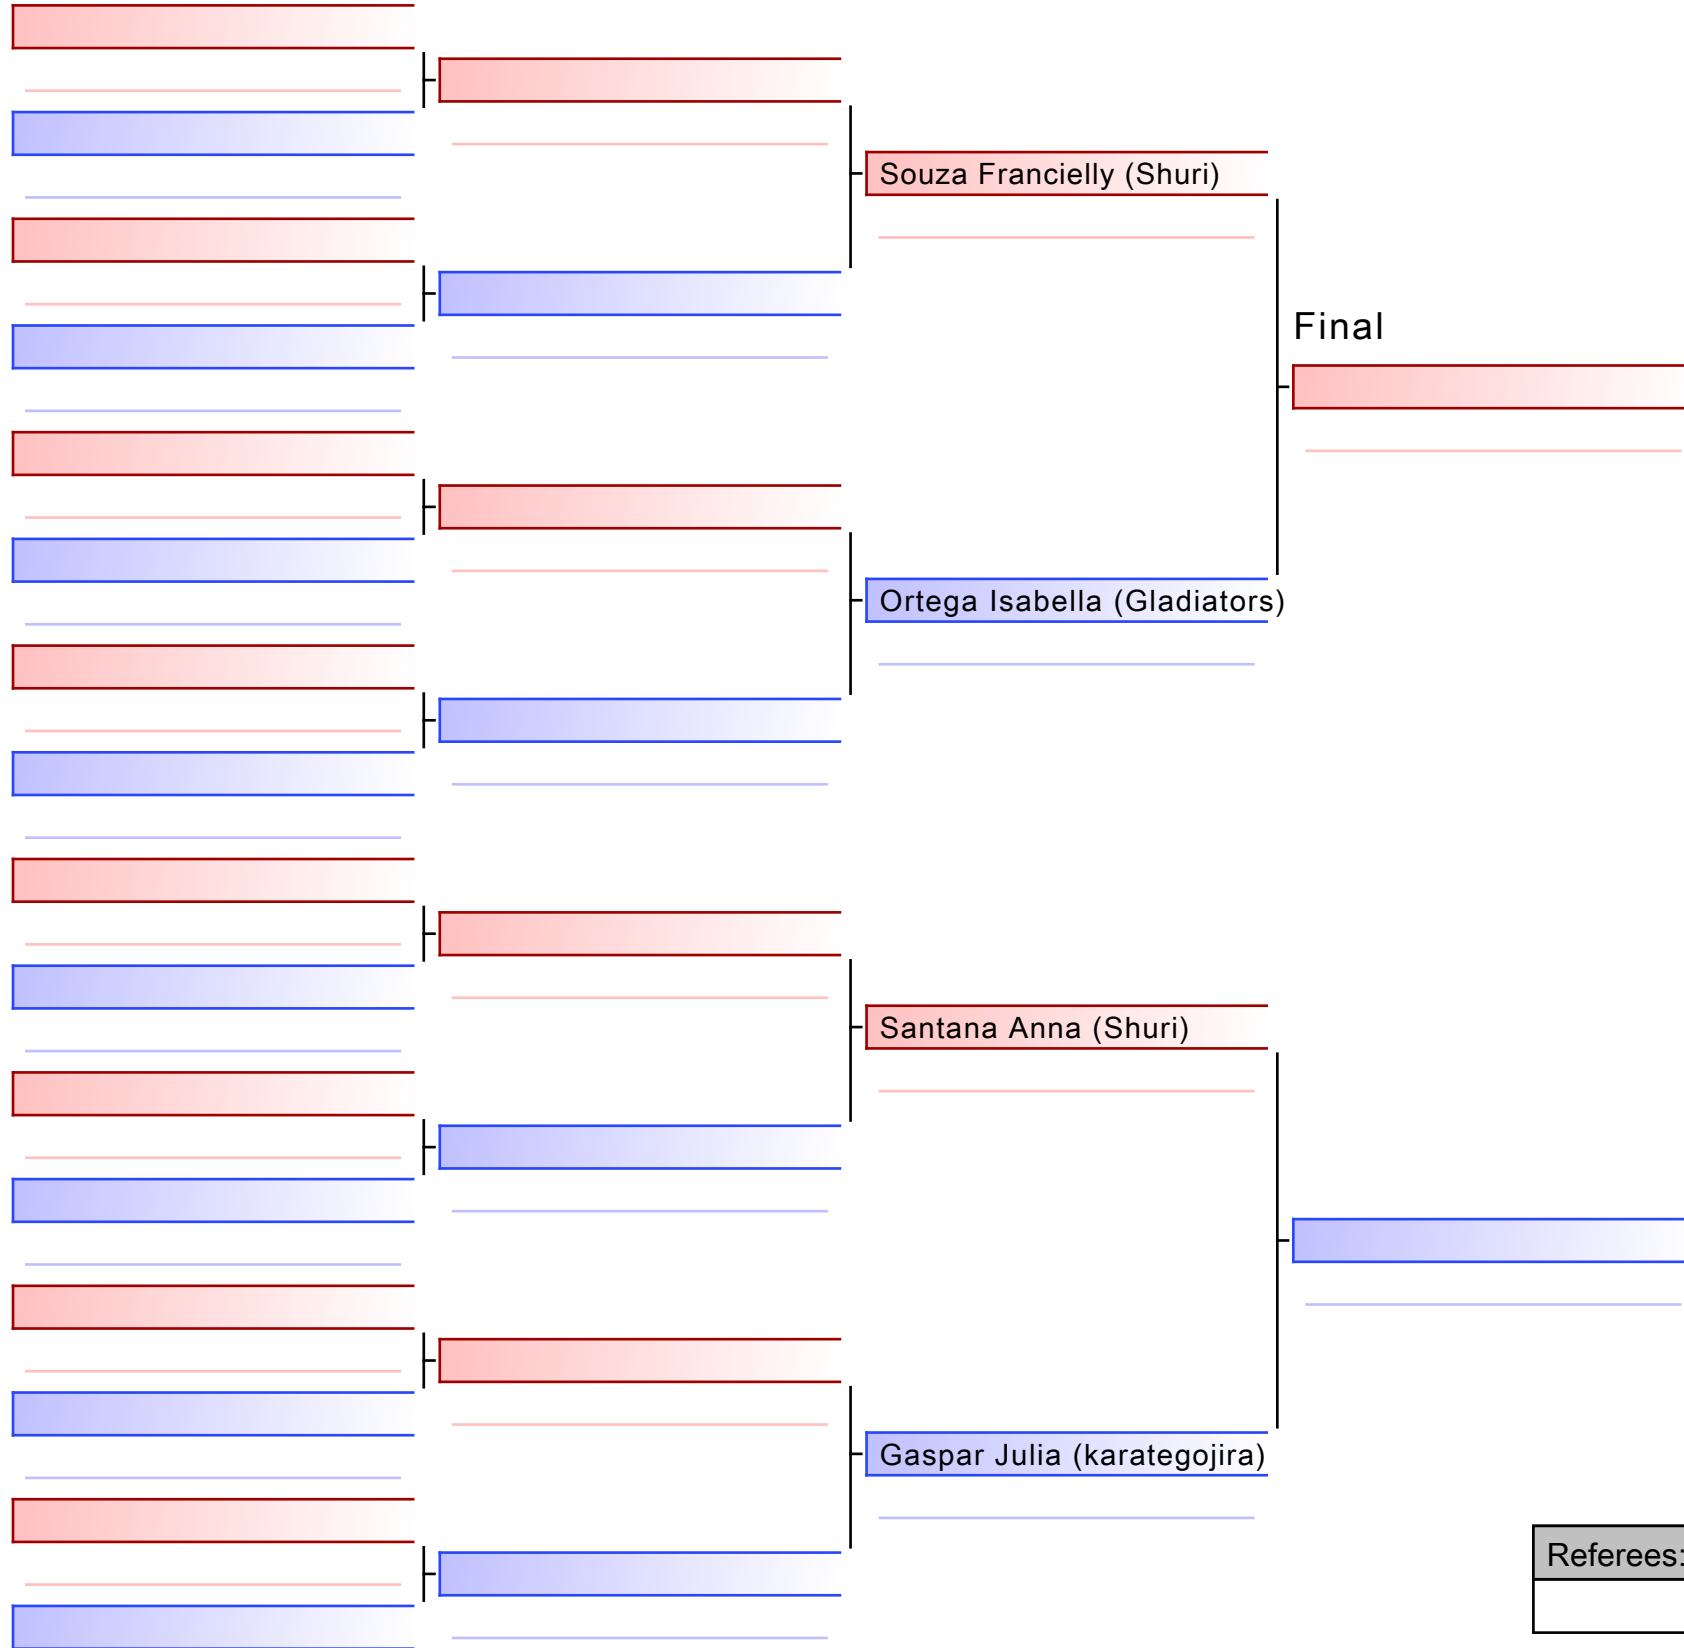 Souza Francielly (Shuri)
Final
Ortega Isabella (Gladiators)
Santana Anna (Shuri)
Gaspar Julia (karategojira)
Referees: